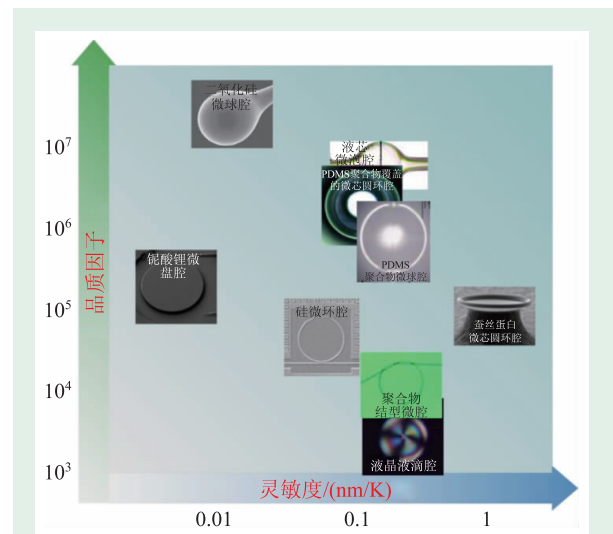 二氧化硅
微球腔
10⁷
液芯
微泡腔
PDMS聚合物覆盖
的微芯圆环腔
10⁶
品质因子
铌酸锂微
盘腔
PDMS
聚合物微球腔
10⁵
硅微环腔
蚕丝蛋白
微芯圆环腔
10⁴
聚合物
结型微腔
液晶液滴腔
10³
灵敏度/(nm/K)
0.01
0.1
1